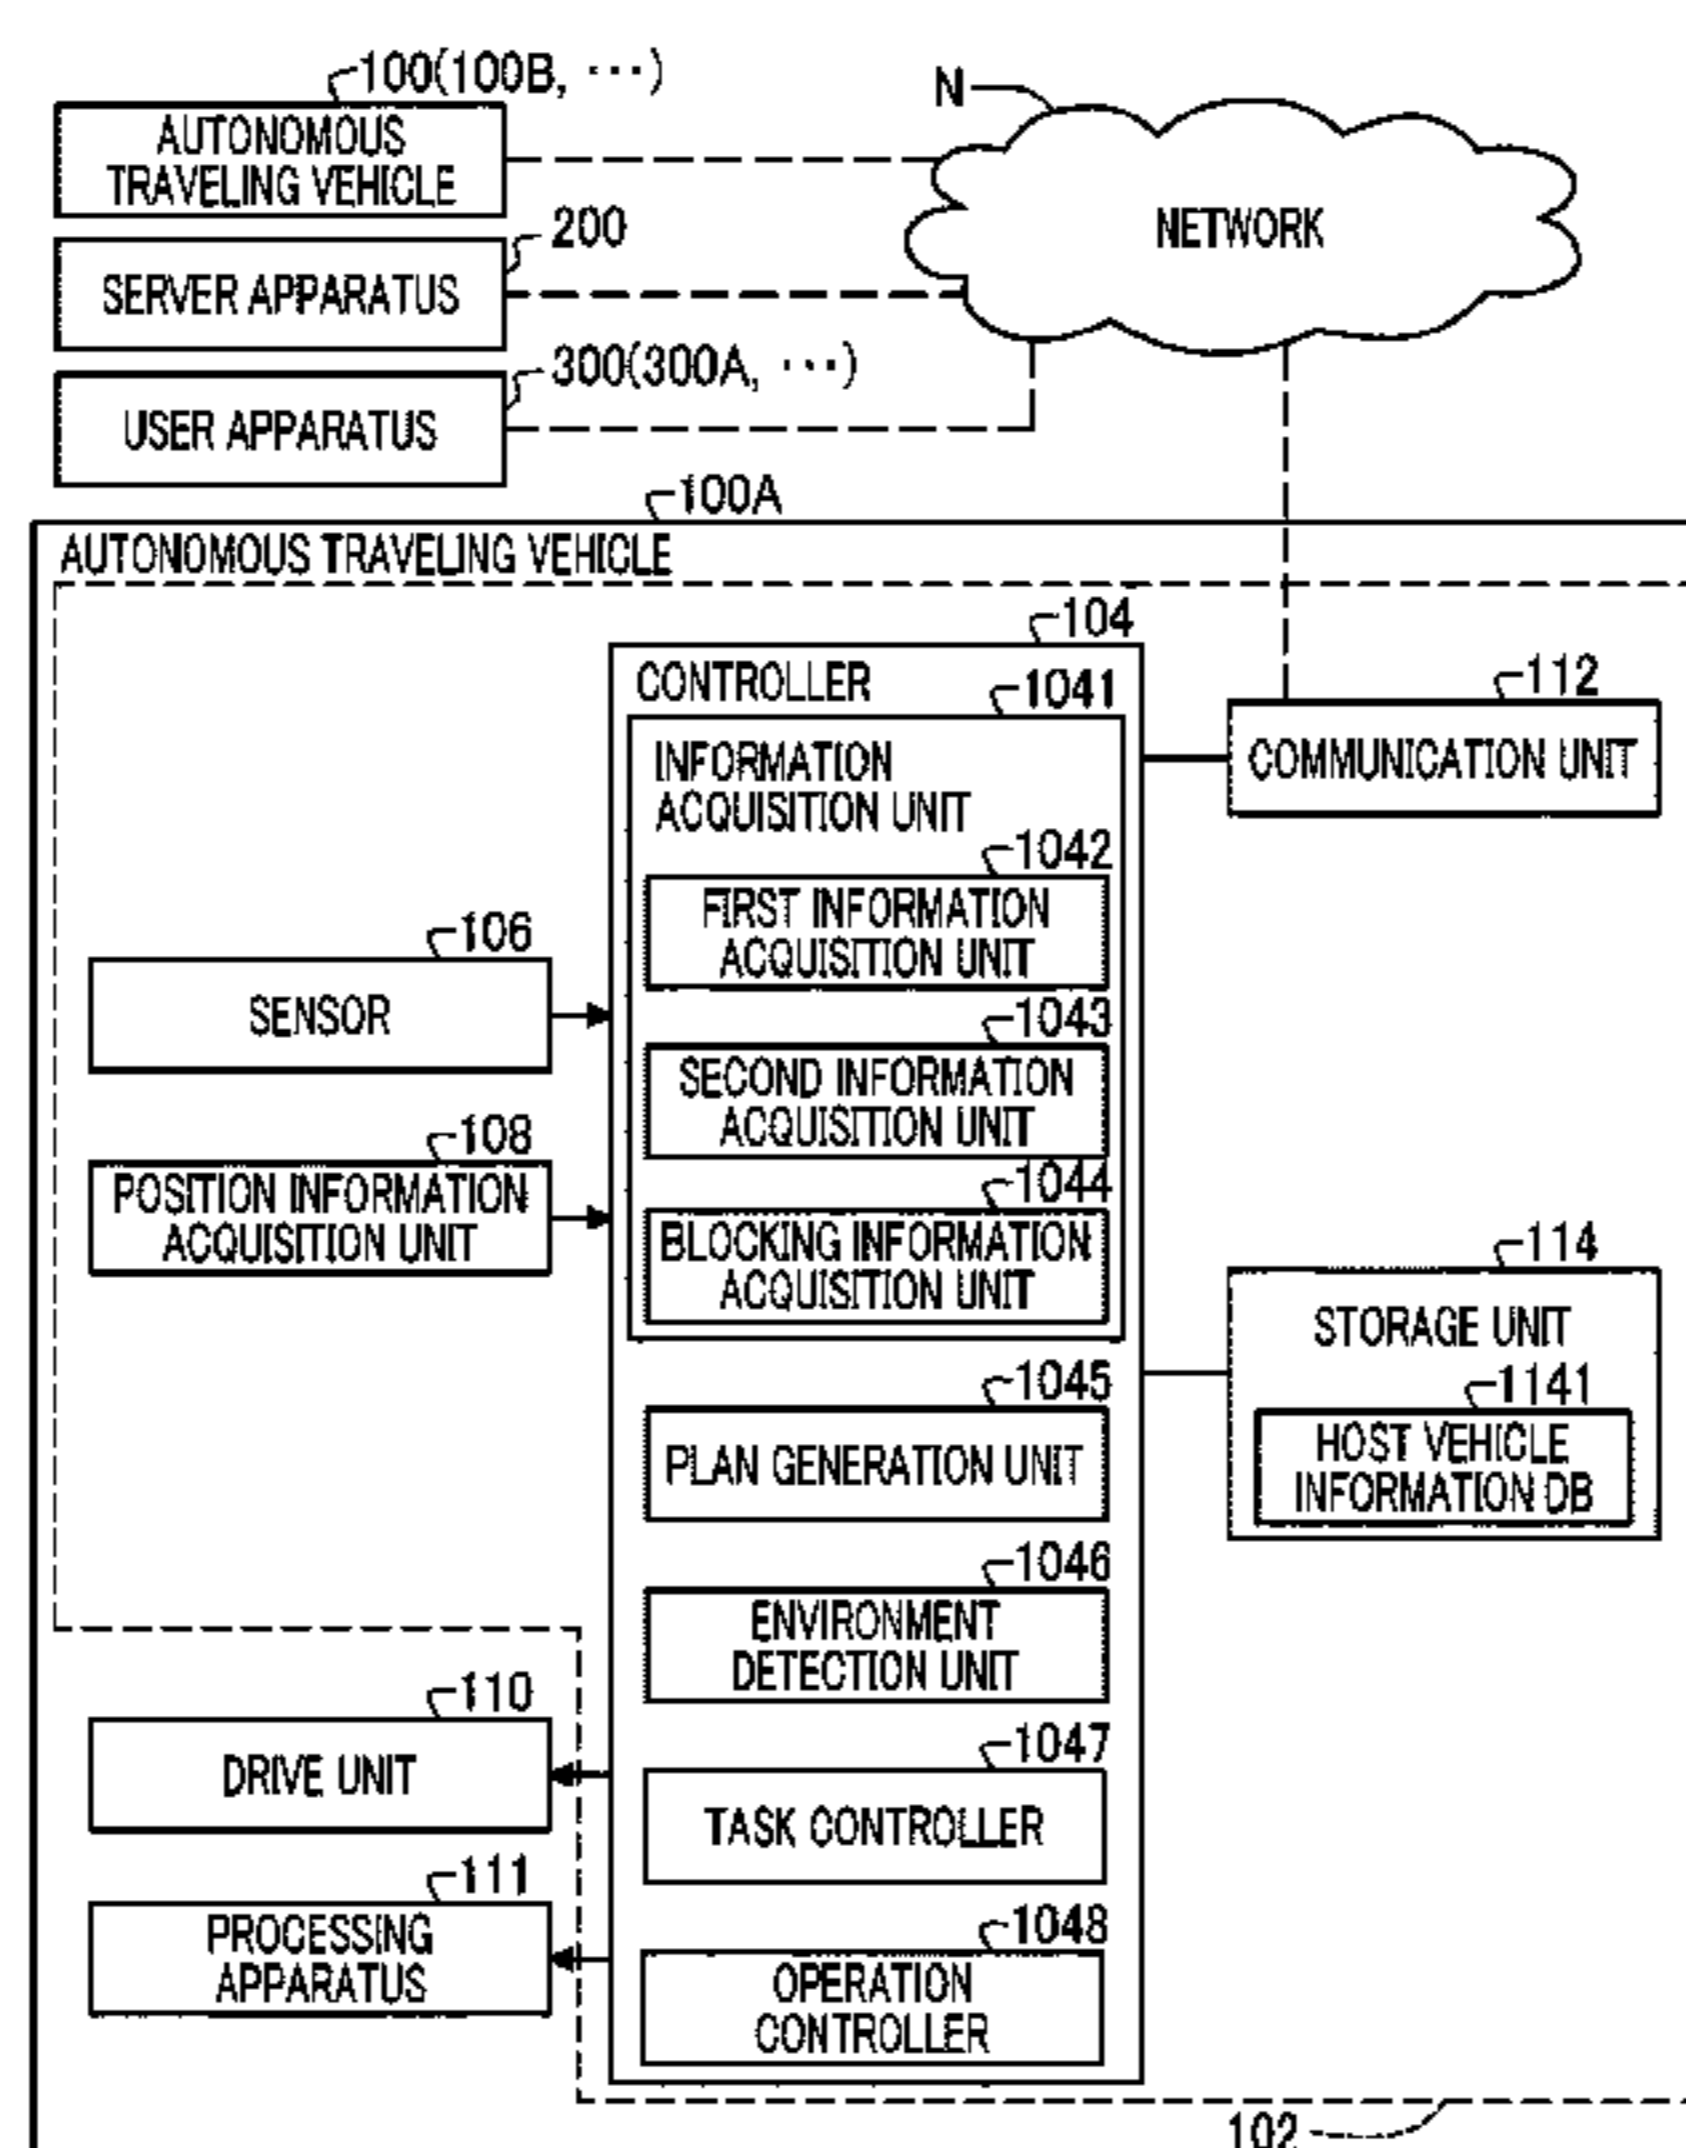 100(100B, ···)
AUTONOMOUS
TRAVELING VEHICLE
N
NETWORK
200
SERVER APPARATUS
300(300A, ···)
USER APPARATUS
100A
AUTONOMOUS TRAVELING VEHICLE
104
CONTROLLER
1041
INFORMATION
ACQUISITION UNIT
1042
FIRST INFORMATION
ACQUISITION UNIT
1043
SECOND INFORMATION
ACQUISITION UNIT
1044
BLOCKING INFORMATION
ACQUISITION UNIT
1045
PLAN GENERATION UNIT
1046
ENVIRONMENT
DETECTION UNIT
1047
TASK CONTROLLER
1048
OPERATION
CONTROLLER
106
SENSOR
108
POSITION INFORMATION
ACQUISITION UNIT
110
DRIVE UNIT
111
PROCESSING
APPARATUS
112
COMMUNICATION UNIT
114
STORAGE UNIT
1141
HOST VEHICLE
INFORMATION DB
102